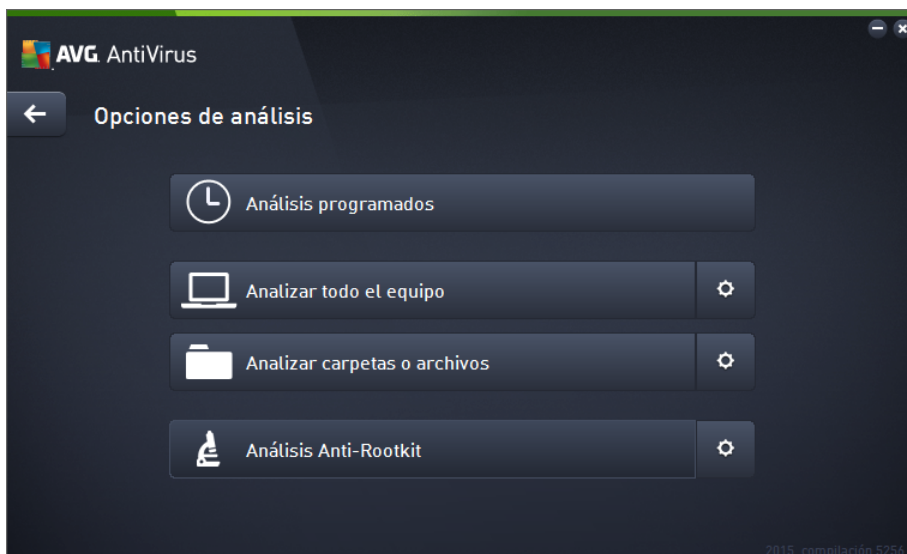 AVG. AntiVirus
Opciones de análisis
Análisis programados
Analizar todo el equipo
Analizar carpetas o archivos
Análisis Anti-Rootkit
2015. compilación 5256